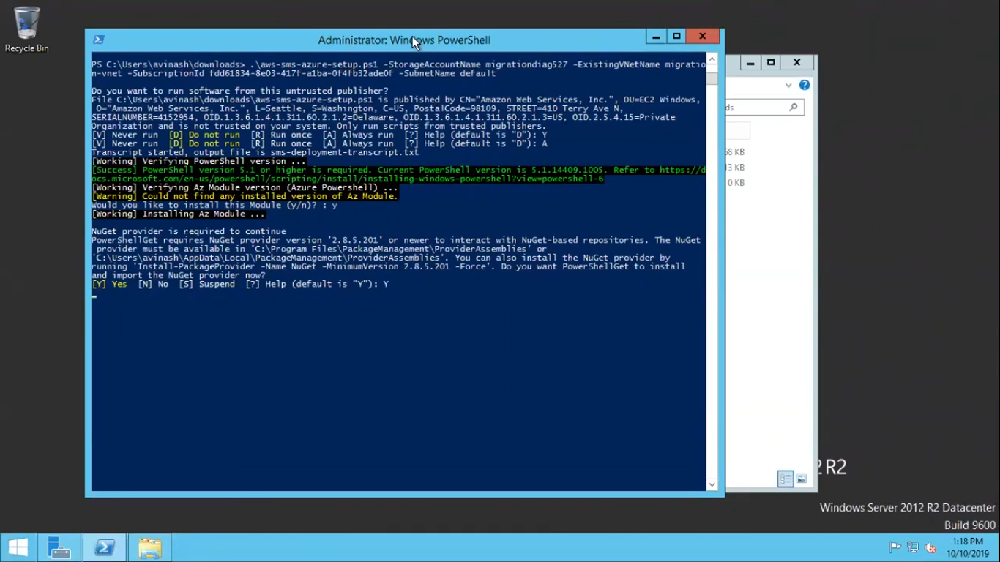 Recycle Bin
Administrator: Windows PowerShell
PS C:\Users\avinash\downloads> .\aws-sms-azure-setup.ps1 -StorageAccountName migrationdiag527 -ExistingVNetName migratio
n-vnet -SubscriptionId fdd61834-8e03-417f-a1ba-0f4fb32ade0f -SubnetName default
Do you want to run software from this untrusted publisher?
File C:\Users\avinash\downloads\aws-sms-azure-setup.ps1 is published by CN="Amazon Web Services, Inc.", OU=EC2 Windows,
O="Amazon Web Services, Inc.", L=Seattle, S=Washington, C=US, PostalCode=98109, STREET=410 Terry Ave N,
SERIALNUMBER=4152954, OID.1.3.6.1.4.1.311.60.2.1.2=Delaware, OID.1.3.6.1.4.1.311.60.2.1.3=US, OID.2.5.4.15=Private
Organization and is not trusted on your system. Only run scripts from trusted publishers.
[V] Never run  [D] Do not run  [R] Run once  [A] Always run  [?] Help (default is "D"): Y
[V] Never run  [D] Do not run  [R] Run once  [A] Always run  [?] Help (default is "D"): A
Transcript started, output file is sms-deployment-transcript.txt
[Working] Verifying PowerShell version ...
[Success] PowerShell version 5.1 or higher is required. Current PowerShell version is 5.1.14409.1005. Refer to https://d
ocs.microsoft.com/en-us/powershell/scripting/install/installing-windows-powershell?view=powershell-6
[Working] Verifying Az Module version (Azure Powershell) ...
[Warning] Could not find any installed version of Az Module.
Would you like to install this Module (y/n)? : y
[Working] Installing Az Module ...
NuGet provider is required to continue
PowerShellGet requires NuGet provider version '2.8.5.201' or newer to interact with NuGet-based repositories. The NuGet
provider must be available in 'C:\Program Files\PackageManagement\ProviderAssemblies' or
'C:\Users\avinash\AppData\Local\PackageManagement\ProviderAssemblies'. You can also install the NuGet provider by
running 'Install-PackageProvider -Name NuGet -MinimumVersion 2.8.5.201 -Force'. Do you want PowerShellGet to install
and import the NuGet provider now?
[Y] Yes  [N] No  [S] Suspend  [?] Help (default is "Y"): Y
ds
58 KB
13 KB
0 KB
2 R2
Windows Server 2012 R2 Datacenter
Build 9600
1:18 PM
10/10/2019